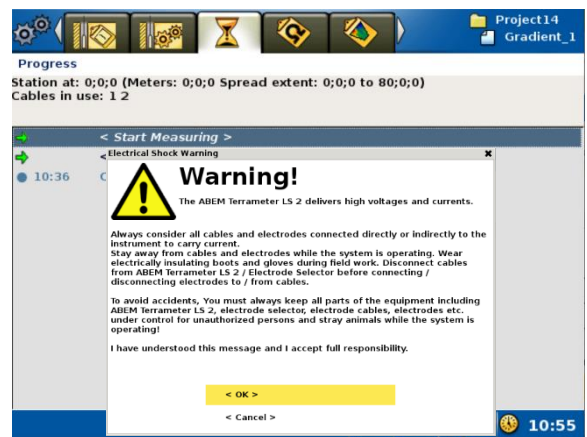 Project14
Gradient_1
Progress
Station at: 0;0;0 (Meters: 0;0;0 Spread extent: 0;0;0 to 80;0;0)
Cables in use: 1 2
< Start Measuring >
<
10:36 C
Electrical Shock Warning x
Warning!
The ABEM Terrameter LS 2 delivers high voltages and currents.
Always consider all cables and electrodes connected directly or indirectly to the
instrument to carry current.
Stay away from cables and electrodes while the system is operating. Wear
electrically insulating boots and gloves during field work. Disconnect cables
from ABEM Terrameter LS 2 / Electrode Selector before connecting /
disconnecting electrodes to / from cables.
To avoid accidents, You must always keep all parts of the equipment including
ABEM Terrameter LS 2, electrode selector, electrode cables, electrodes etc.
under control for unauthorized persons and stray animals while the system is
operating!
I have understood this message and I accept full responsibility.
< OK >
< Cancel >
10:55